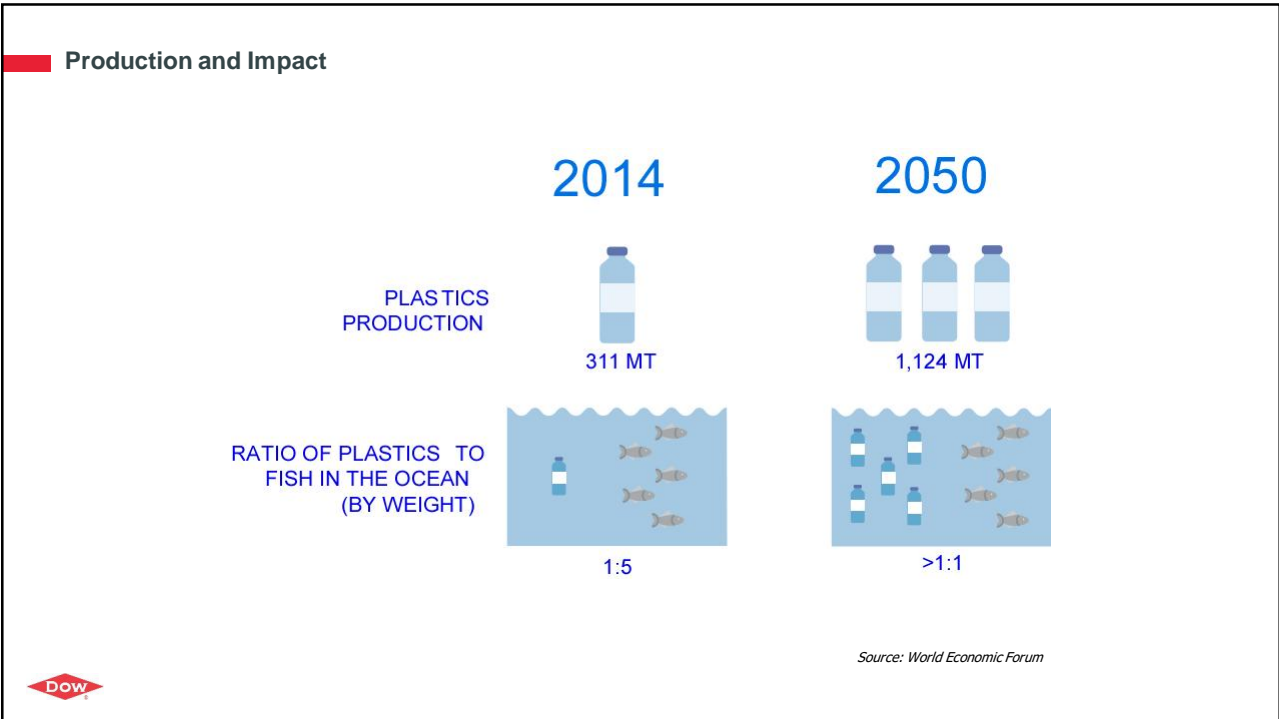 Production and Impact
2014
2050
PLASTICS
PRODUCTION
311 MT
1,124 MT
RATIO OF PLASTICS TO
FISH IN THE OCEAN
(BY WEIGHT)
1:5
>1:1
Source: World Economic Forum
DOW
®